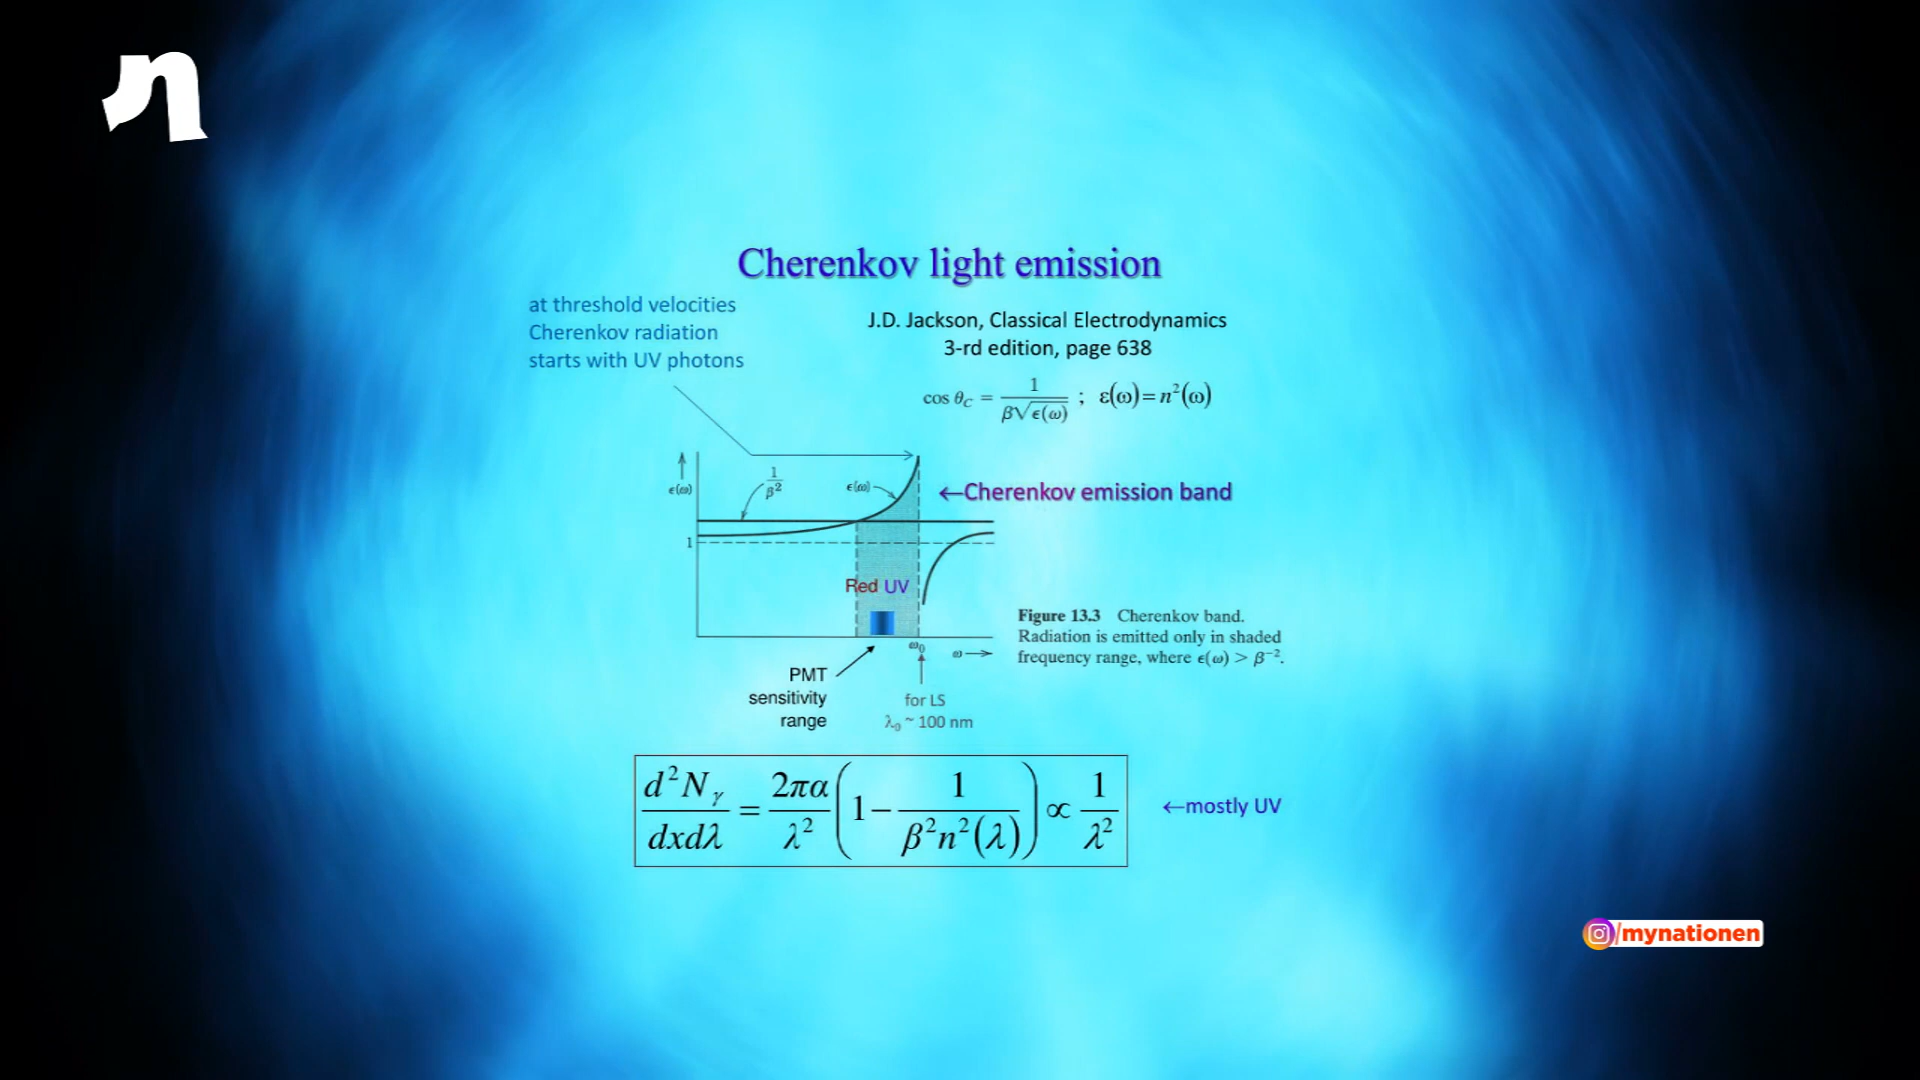 Cherenkov light emission
at threshold velocities
Cherenkov radiation
starts with UV photons
J.D. Jackson, Classical Electrodynamics
3-rd edition, page 638
cos θ_C = 1 / (β√ϵ(ω)) ; ε(ω)=n²(ω)
ϵ(ω)
1/β²
ϵ(ω)
←Cherenkov emission band
1
Red UV
ω₀
ω
Figure 13.3 Cherenkov band.
Radiation is emitted only in shaded
frequency range, where ϵ(ω) > β⁻².
PMT
sensitivity
range
for LS
λ₀ ~ 100 nm
d²N_γ / dxdλ = 2πα / λ² (1 − 1 / (β²n²(λ))) ∝ 1 / λ²
←mostly UV
/mynationen